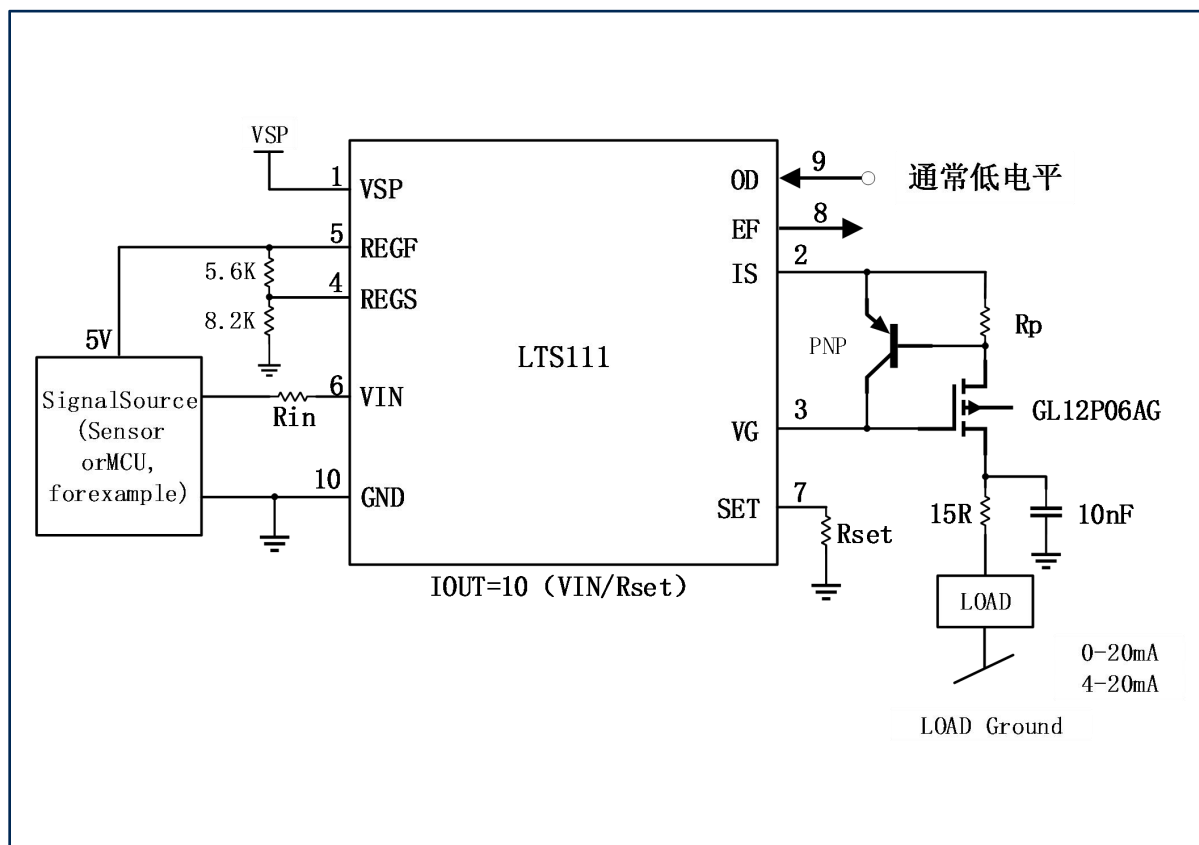 VSP
1
VSP
5
REGF
5.6K
4
REGS
8.2K
5V
SignalSource
(Sensor
orMCU,
forexample)
6
VIN
Rin
10
GND
LTS111
OD
9
通常低电平
EF
8
IS
2
PNP
Rp
VG
3
GL12P06AG
SET
7
Rset
15R
10nF
LOAD
IOUT=10 (VIN/Rset)
0-20mA
4-20mA
LOAD Ground